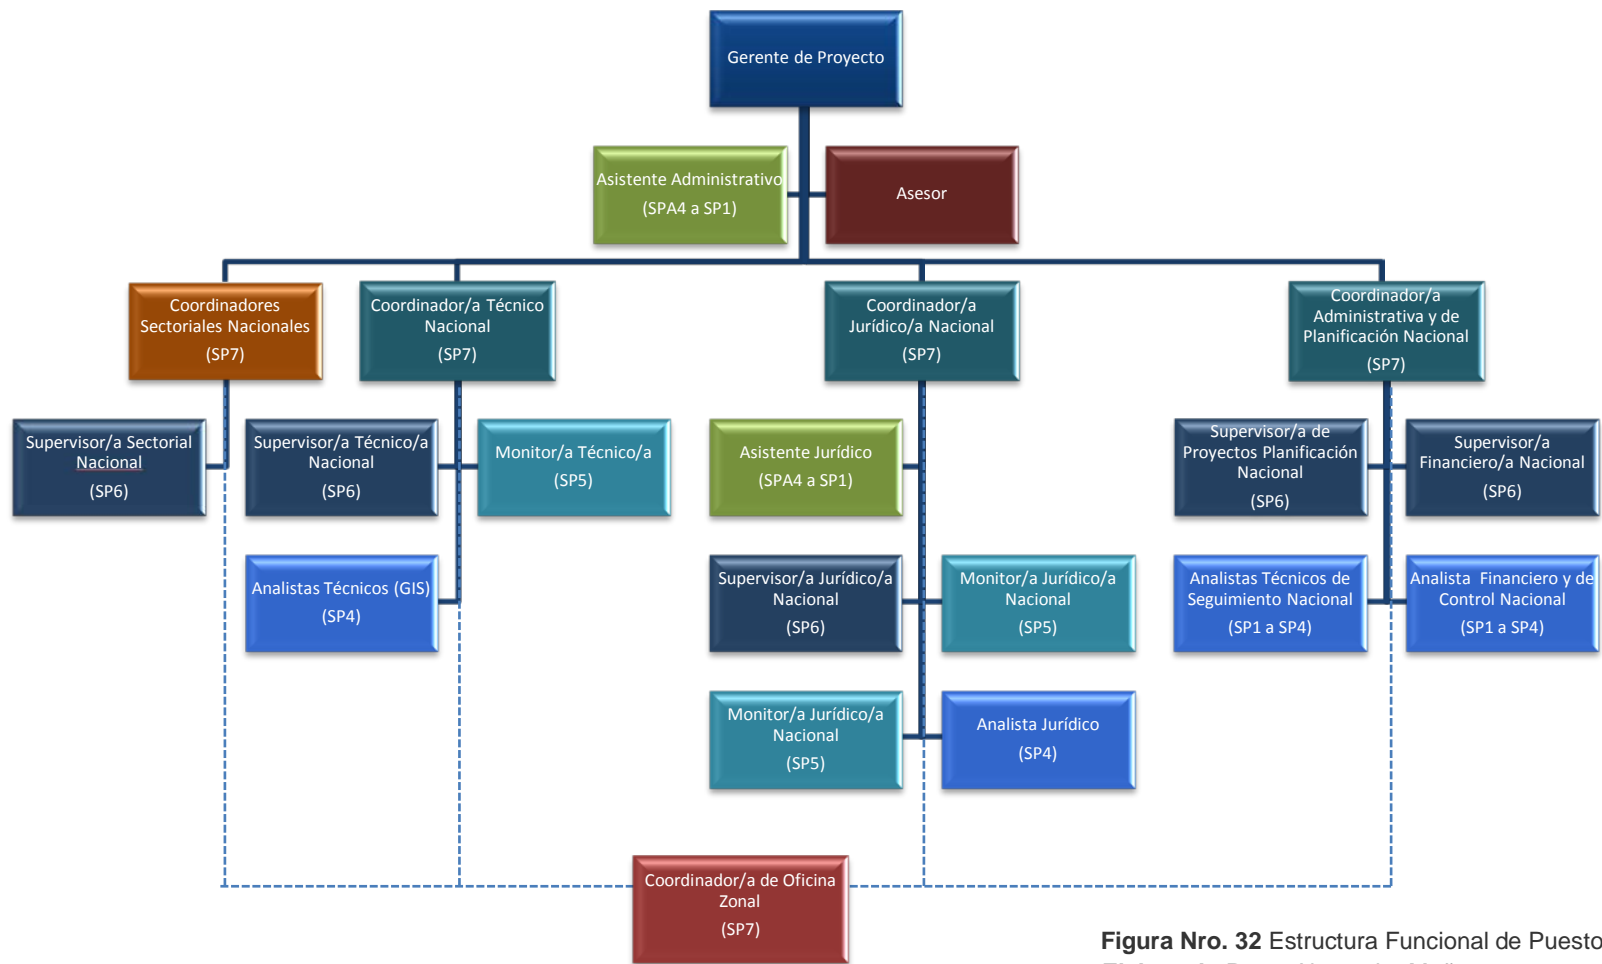 Gerente de Proyecto
Asistente Administrativo
(SPA4 a SP1)
Asesor
Coordinadores
Sectoriales Nacionales
(SP7)
Coordinador/a Técnico
Nacional
(SP7)
Coordinador/a
Jurídico/a Nacional
(SP7)
Coordinador/a
Administrativa y de
Planificación Nacional
(SP7)
Supervisor/a Sectorial
Nacional
(SP6)
Supervisor/a Técnico/a
Nacional
(SP6)
Monitor/a Técnico/a
(SP5)
Asistente Jurídico
(SPA4 a SP1)
Supervisor/a de
Proyectos Planificación
Nacional
(SP6)
Supervisor/a
Financiero/a Nacional
(SP6)
Analistas Técnicos (GIS)
(SP4)
Supervisor/a Jurídico/a
Nacional
(SP6)
Monitor/a Jurídico/a
Nacional
(SP5)
Analistas Técnicos de
Seguimiento Nacional
(SP1 a SP4)
Analista Financiero y de
Control Nacional
(SP1 a SP4)
Monitor/a Jurídico/a
Nacional
(SP5)
Analista Jurídico
(SP4)
Coordinador/a de Oficina
Zonal
(SP7)
Figura Nro. 32 Estructura Funcional de Puesto